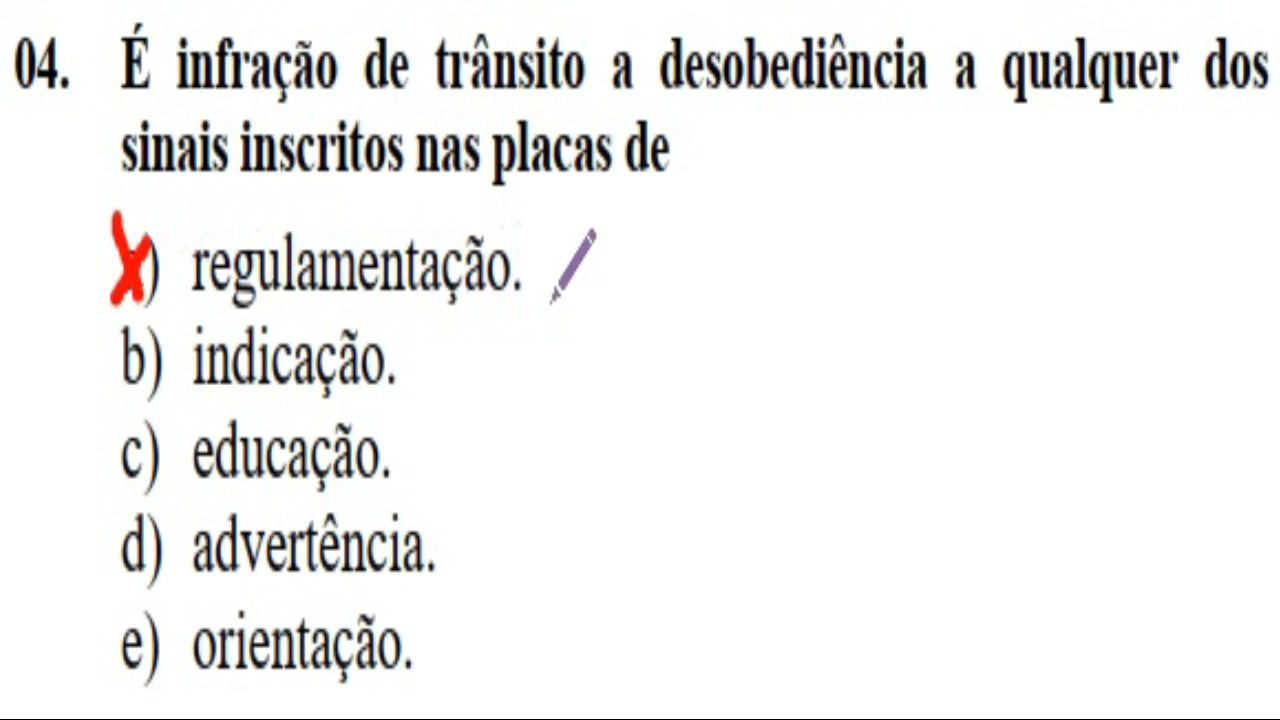 04. É infração de trânsito a desobediência a qualquer dos
sinais inscritos nas placas de
) regulamentação.
b) indicação.
c) educação.
d) advertência.
e) orientação.